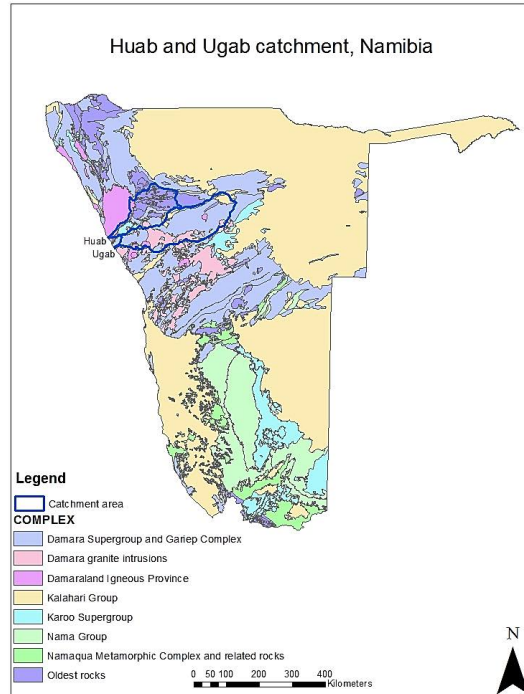 Huab and Ugab catchment, Namibia
Huab
Ugab
Legend
Catchment area
COMPLEX
Damara Supergroup and Gariep Complex
Damara granite intrusions
Damaraland Igneous Province
Kalahari Group
Karoo Supergroup
Nama Group
Namaqua Metamorphic Complex and related rocks
Oldest rocks
0 50 100 200 300 400
Kilometers
N